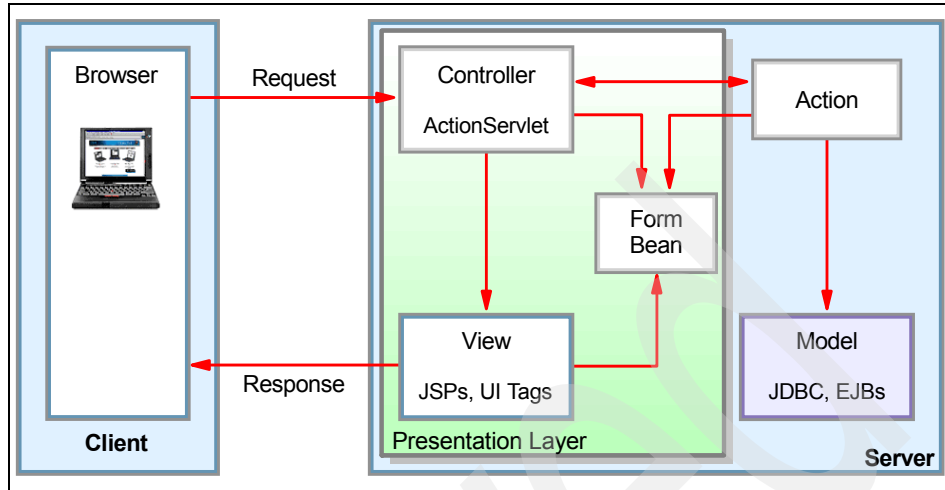 Browser
Request
Controller
ActionServlet
Action
Form
Bean
View
JSPs, UI Tags
Model
JDBC, EJBs
Response
Client
Presentation Layer
Server